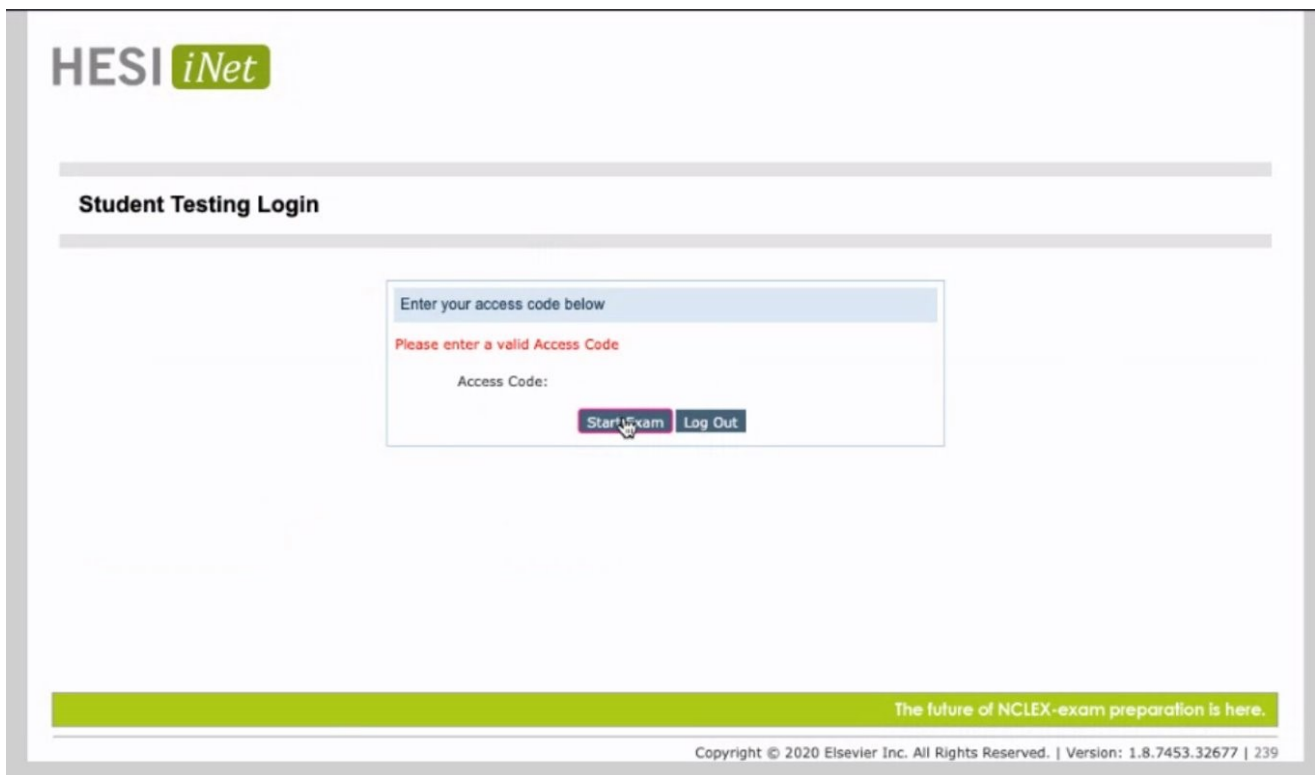 HESI iNet
Student Testing Login
Enter your access code below
Please enter a valid Access Code
Access Code:
Start Exam Log Out
The future of NCLEX-exam preparation is here.
Copyright © 2020 Elsevier Inc. All Rights Reserved. | Version: 1.8.7453.32677 | 239